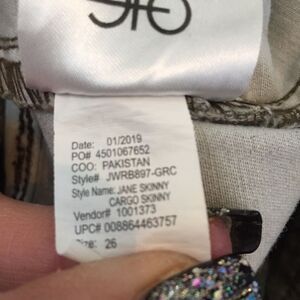 Date: 01/2019
PO# 4501067652
COO: PAKISTAN
Style# JWRB897-GRC
Style Name: JANE SKINNY
CARGO SKINNY
Vendor# 1001373
UPC# 008864463757
Size: 26